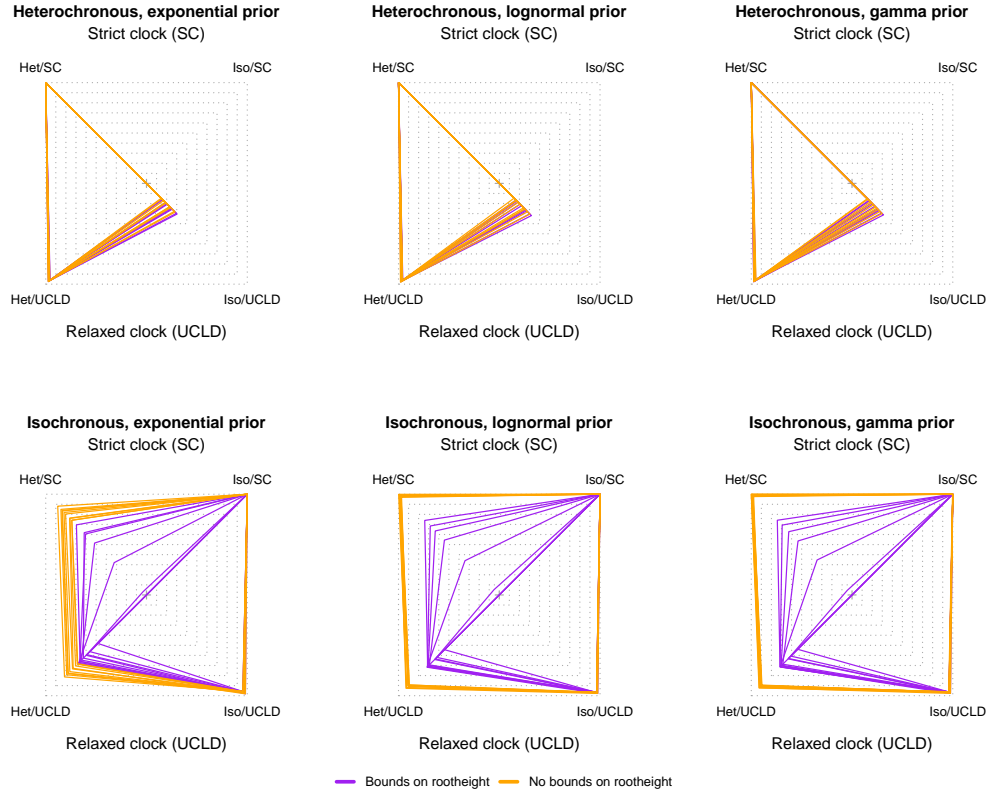 Heterochronous, exponential prior
Strict clock (SC)
Het/SC
Iso/SC
Het/UCLD
Iso/UCLD
Relaxed clock (UCLD)
Heterochronous, lognormal prior
Strict clock (SC)
Het/SC
Iso/SC
Het/UCLD
Iso/UCLD
Relaxed clock (UCLD)
Heterochronous, gamma prior
Strict clock (SC)
Het/SC
Iso/SC
Het/UCLD
Iso/UCLD
Relaxed clock (UCLD)
Isochronous, exponential prior
Strict clock (SC)
Het/SC
Iso/SC
Het/UCLD
Iso/UCLD
Relaxed clock (UCLD)
Isochronous, lognormal prior
Strict clock (SC)
Het/SC
Iso/SC
Het/UCLD
Iso/UCLD
Relaxed clock (UCLD)
Isochronous, gamma prior
Strict clock (SC)
Het/SC
Iso/SC
Het/UCLD
Iso/UCLD
Relaxed clock (UCLD)
Bounds on rootheight
No bounds on rootheight